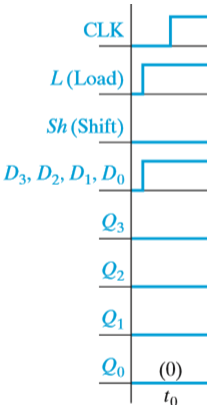 CLK
L (Load)
Sh (Shift)
D₃, D₂, D₁, D₀
Q₃
Q₂
Q₁
Q₀ (0)
t₀